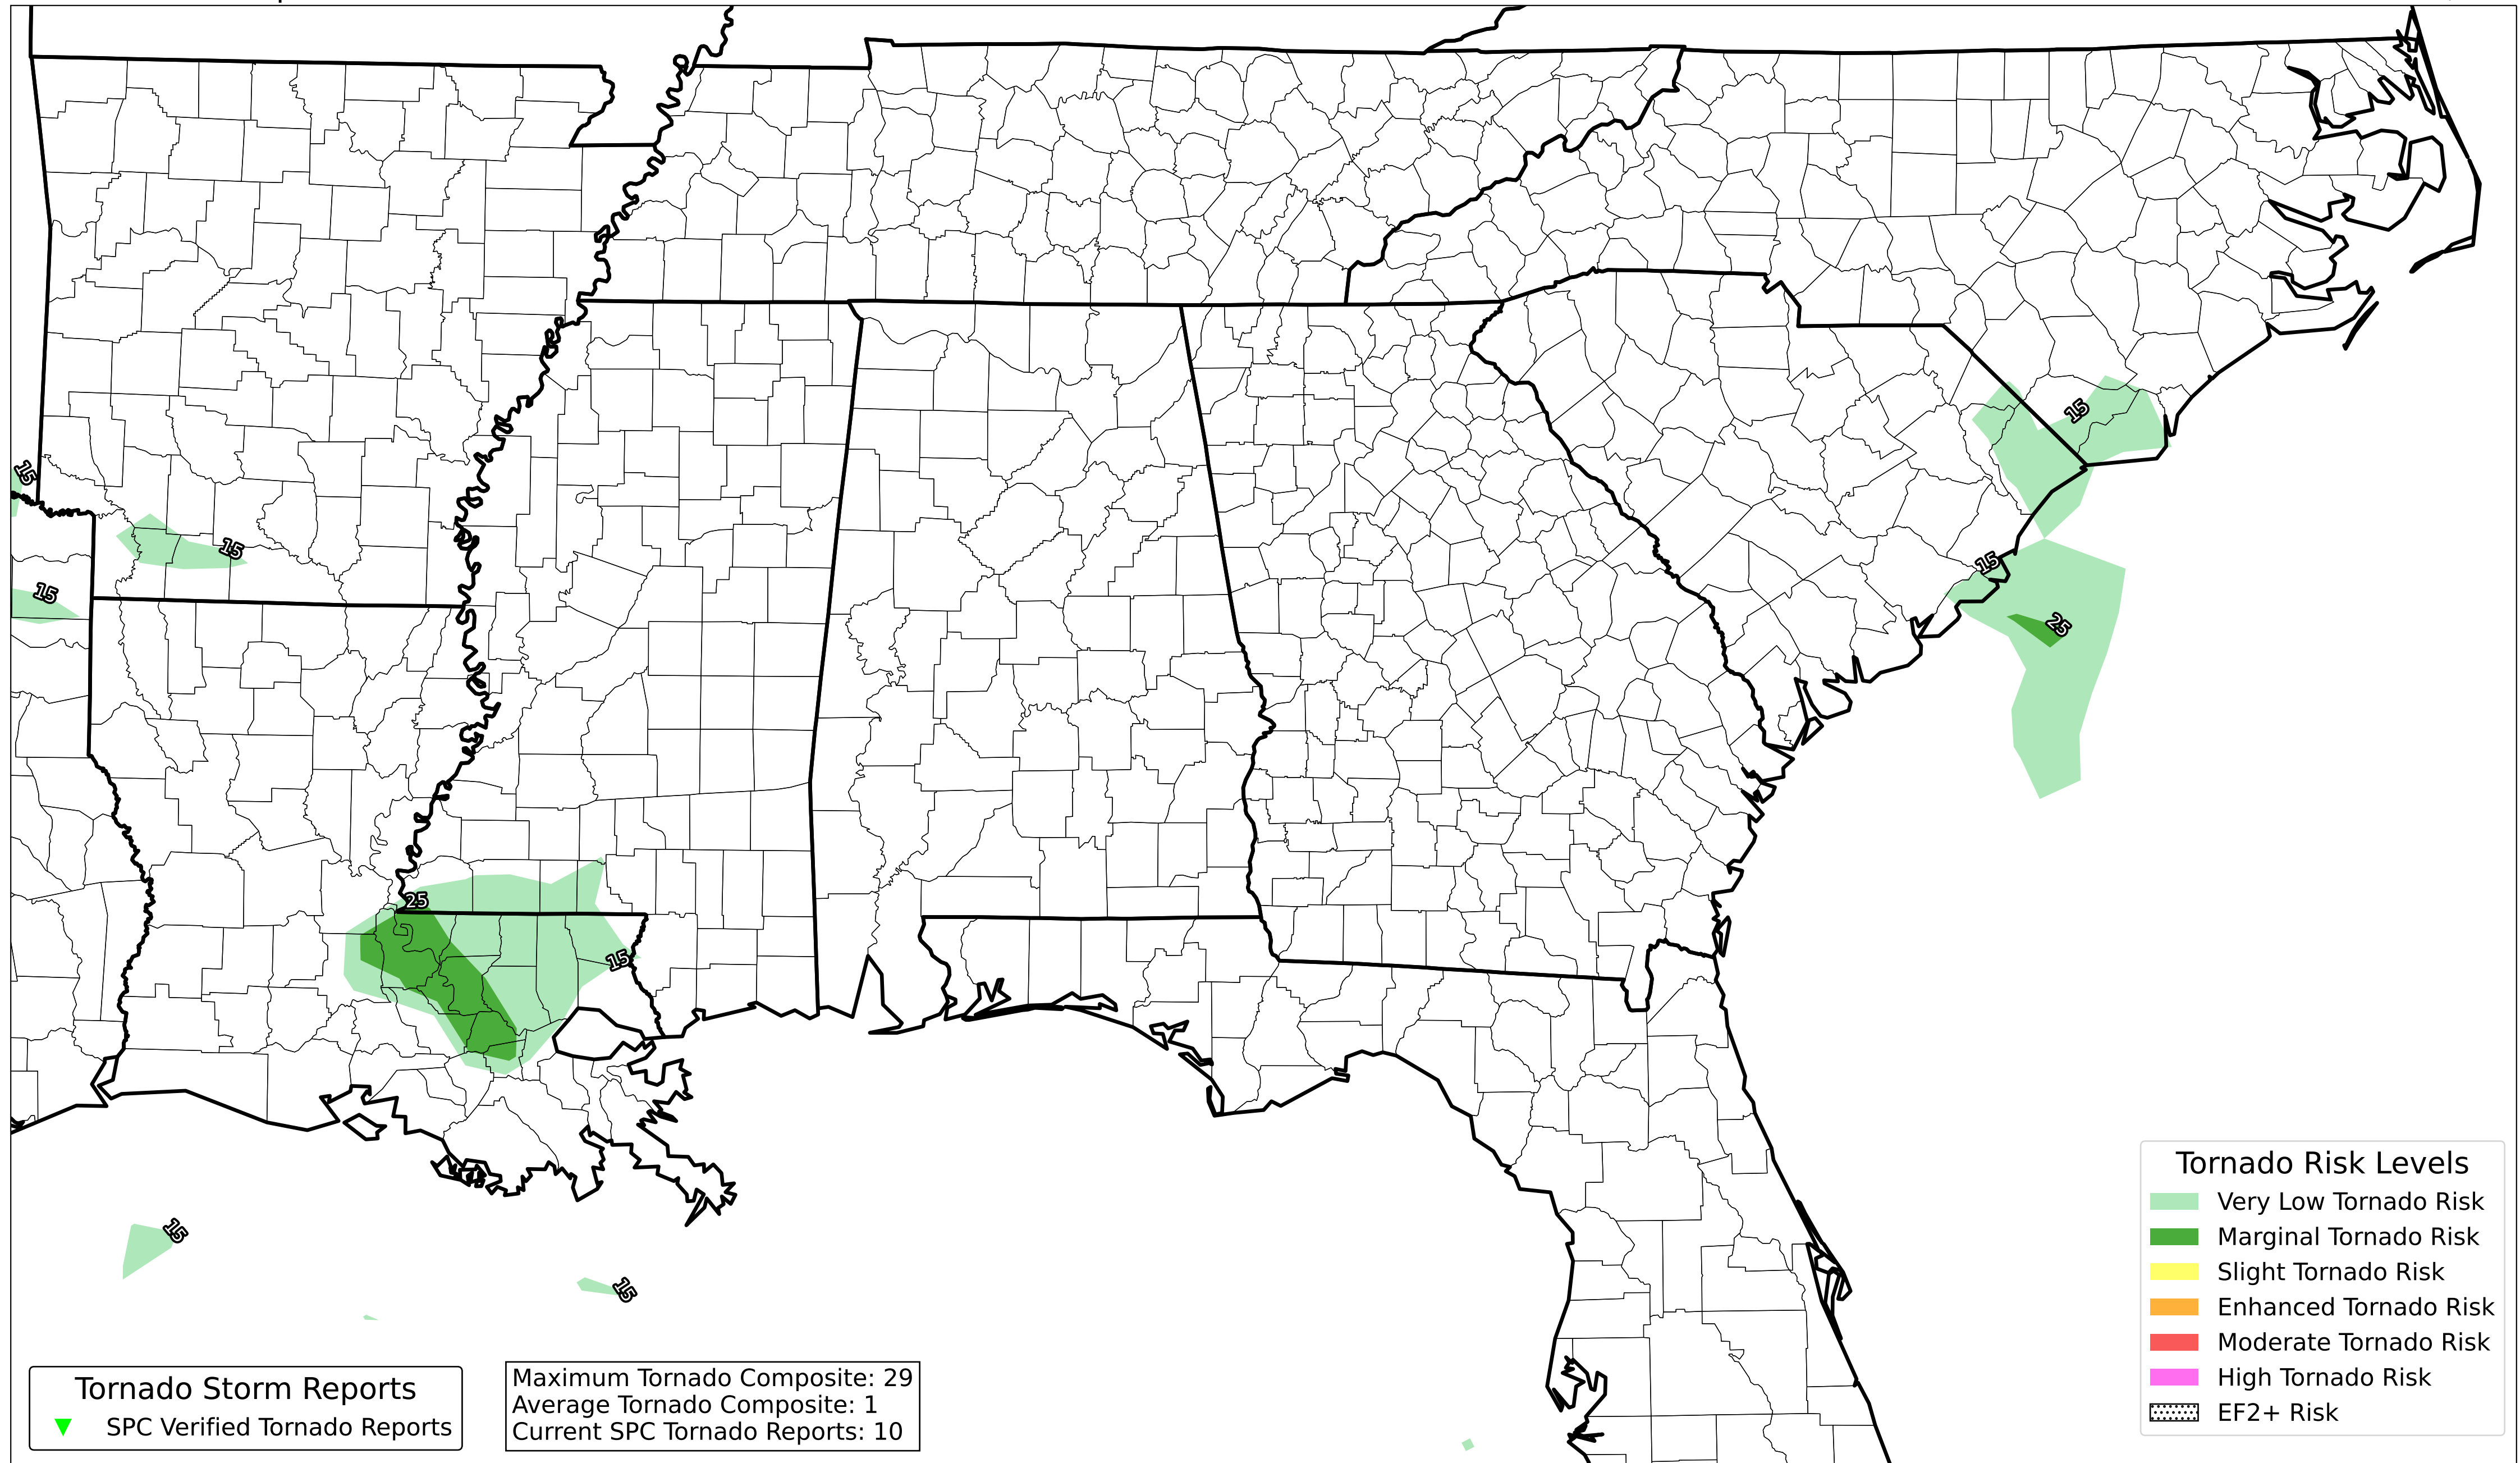 15
15
15
25
15
15
15
25
15
15
15
Tornado Risk Levels
Very Low Tornado Risk
Marginal Tornado Risk
Slight Tornado Risk
Enhanced Tornado Risk
Moderate Tornado Risk
High Tornado Risk
EF2+ Risk
Tornado Storm Reports
SPC Verified Tornado Reports
Maximum Tornado Composite: 29
Average Tornado Composite: 1
Current SPC Tornado Reports: 10